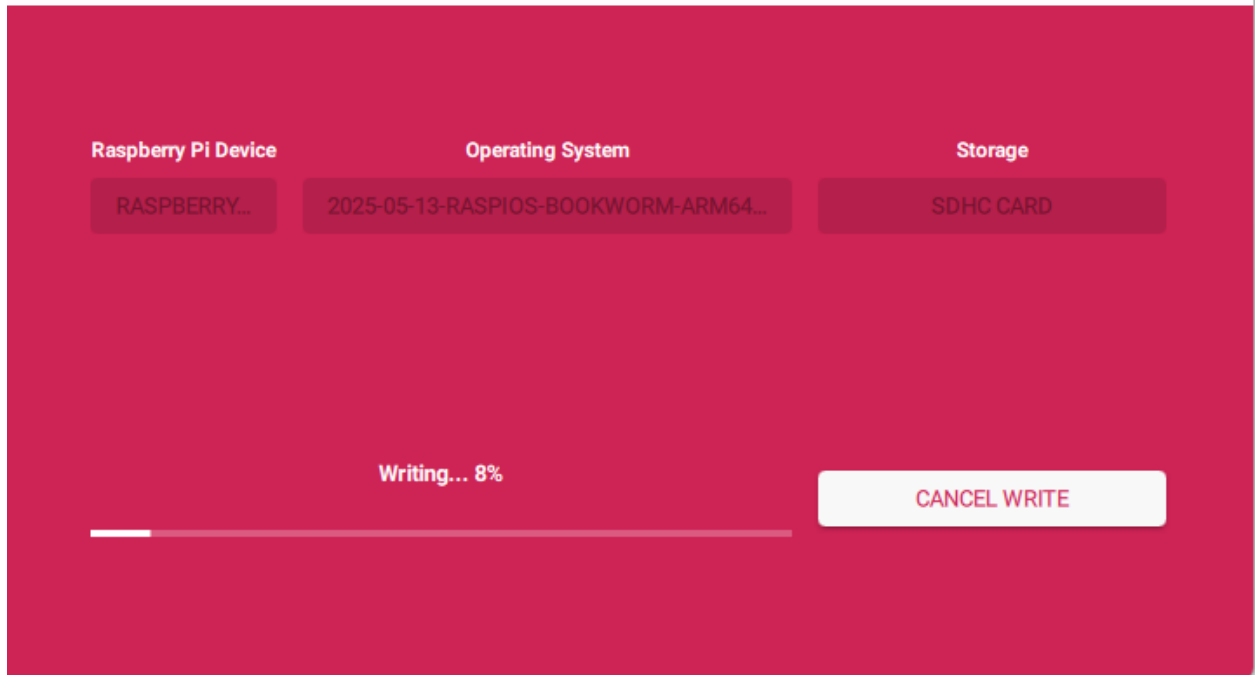 Raspberry Pi Device
Operating System
Storage
RASPBERRY...
2025-05-13-RASPIOS-BOOKWORM-ARM64...
SDHC CARD
Writing... 8%
CANCEL WRITE